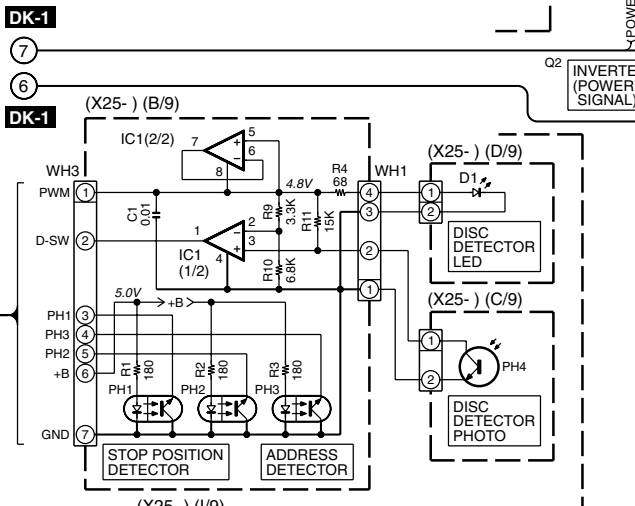 DK-1
7
(POWE
6
Q2
INVERTE
(POWER
SIGNAL)
DK-1
(X25- ) (B/9)
IC1(2/2)
7
5
6
8
+
−
WH3
R4
68
WH1
(X25- ) (D/9)
PWM
1
4.8V
4
1
D1
C1
0.01
R9
3.3K
R11
15K
3
2
D-SW
2
1
2
3
4
−
+
IC1
(1/2)
R10
6.8K
2
DISC
DETECTOR
LED
1
5.0V
+B
(X25- ) (C/9)
PH1
3
PH3
4
PH2
5
+B
6
R1
180
R2
180
R3
180
1
2
PH4
PH1
PH2
PH3
DISC
DETECTOR
PHOTO
GND
7
STOP POSITION
DETECTOR
ADDRESS
DETECTOR
(X25- ) (I/9)